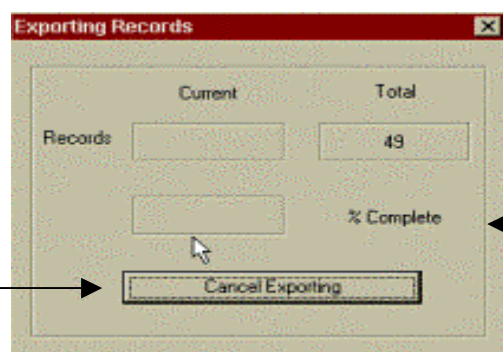 Exporting Records
Current Total
Records 49
% Complete
Cancel Exporting